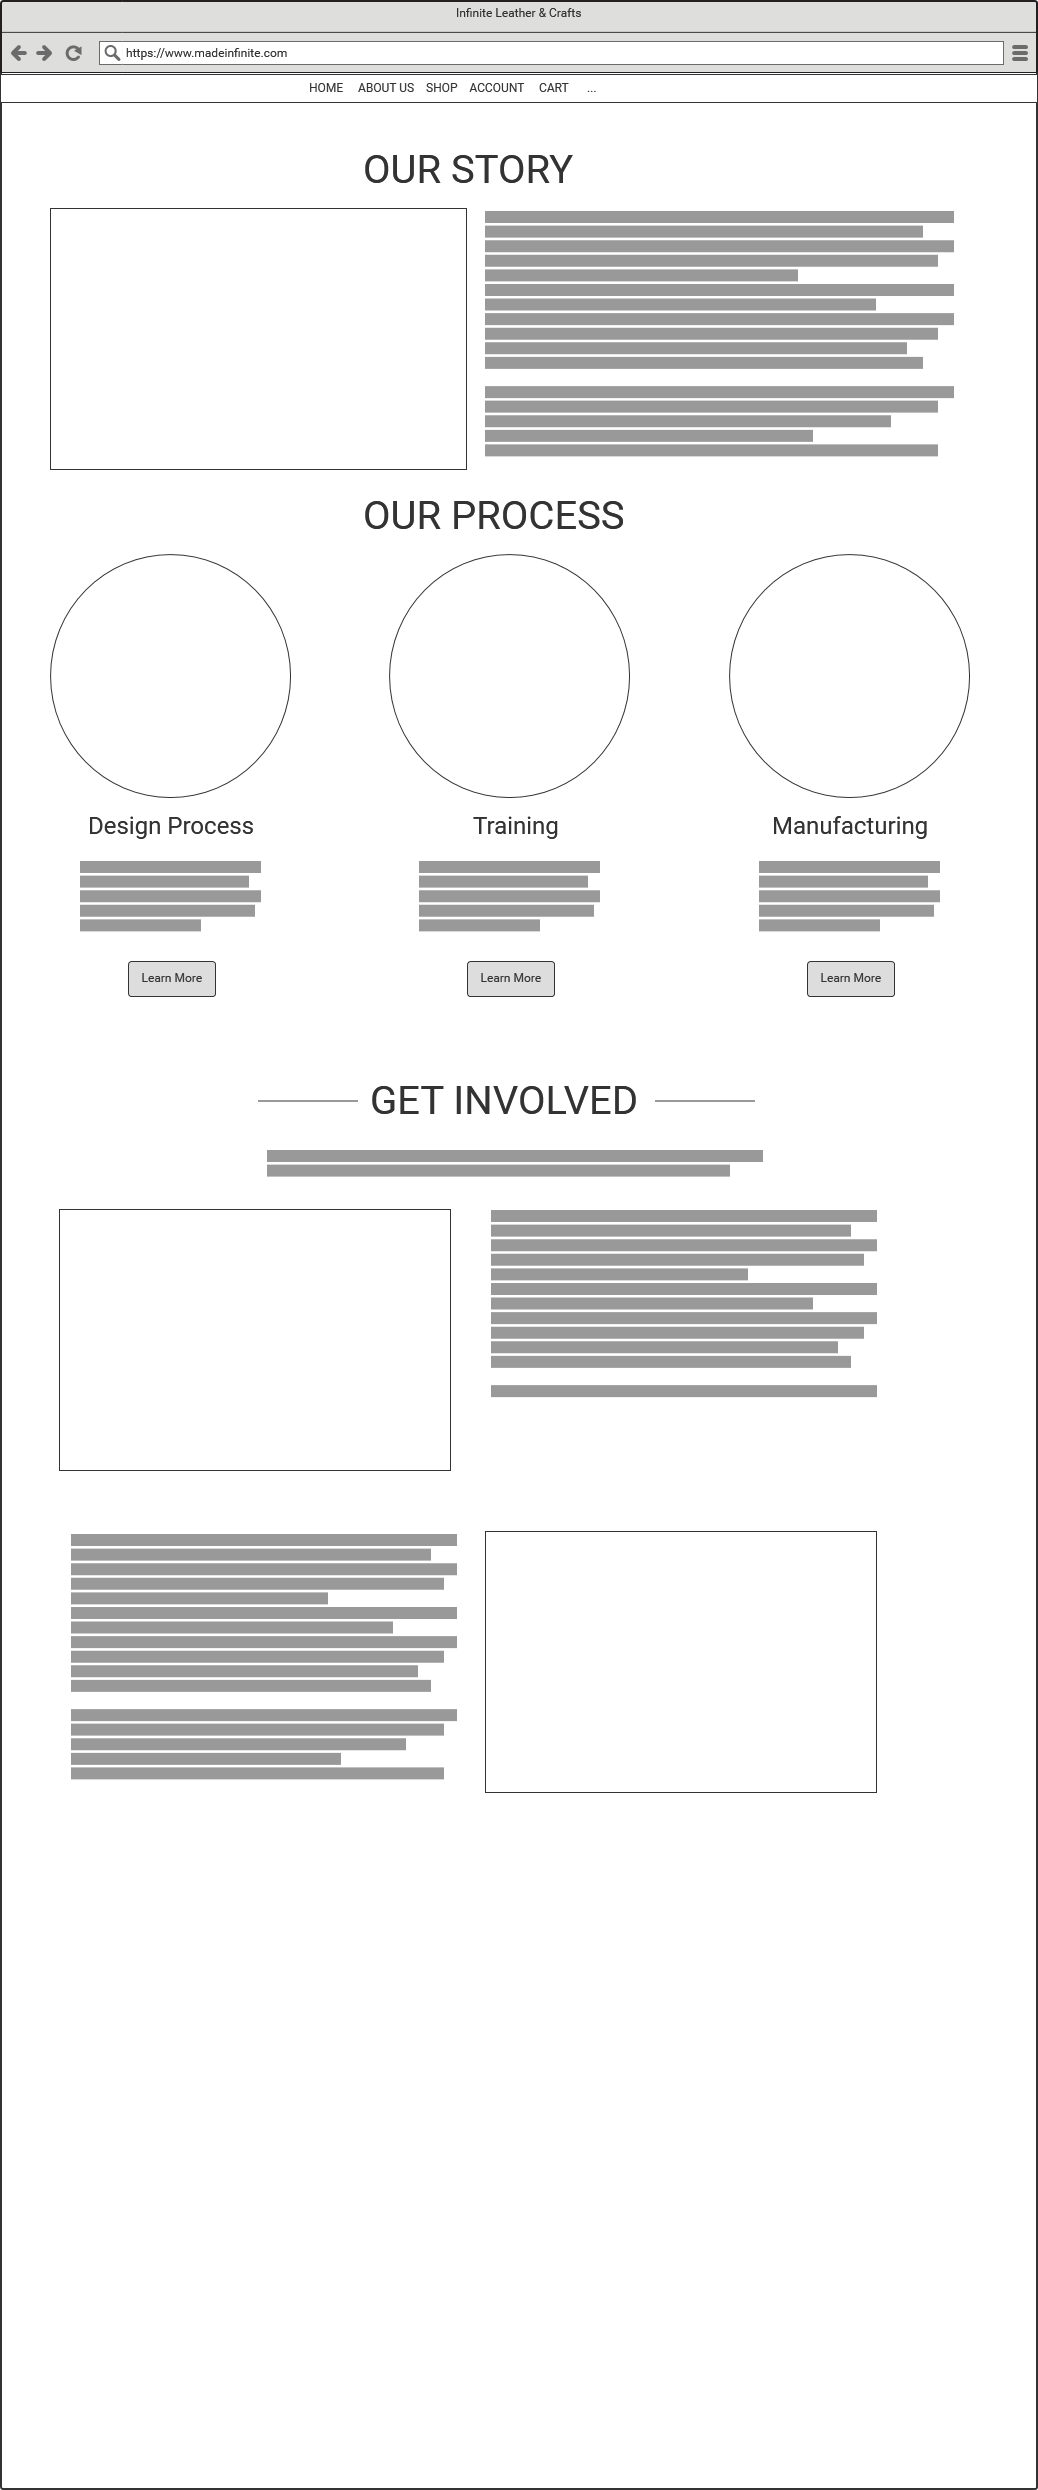 Infinite Leather & Crafts
https://www.madeinfinite.com
HOME ABOUT US SHOP ACCOUNT CART ...
OUR STORY
OUR PROCESS
Design Process Training Manufacturing
Learn More Learn More Learn More
GET INVOLVED